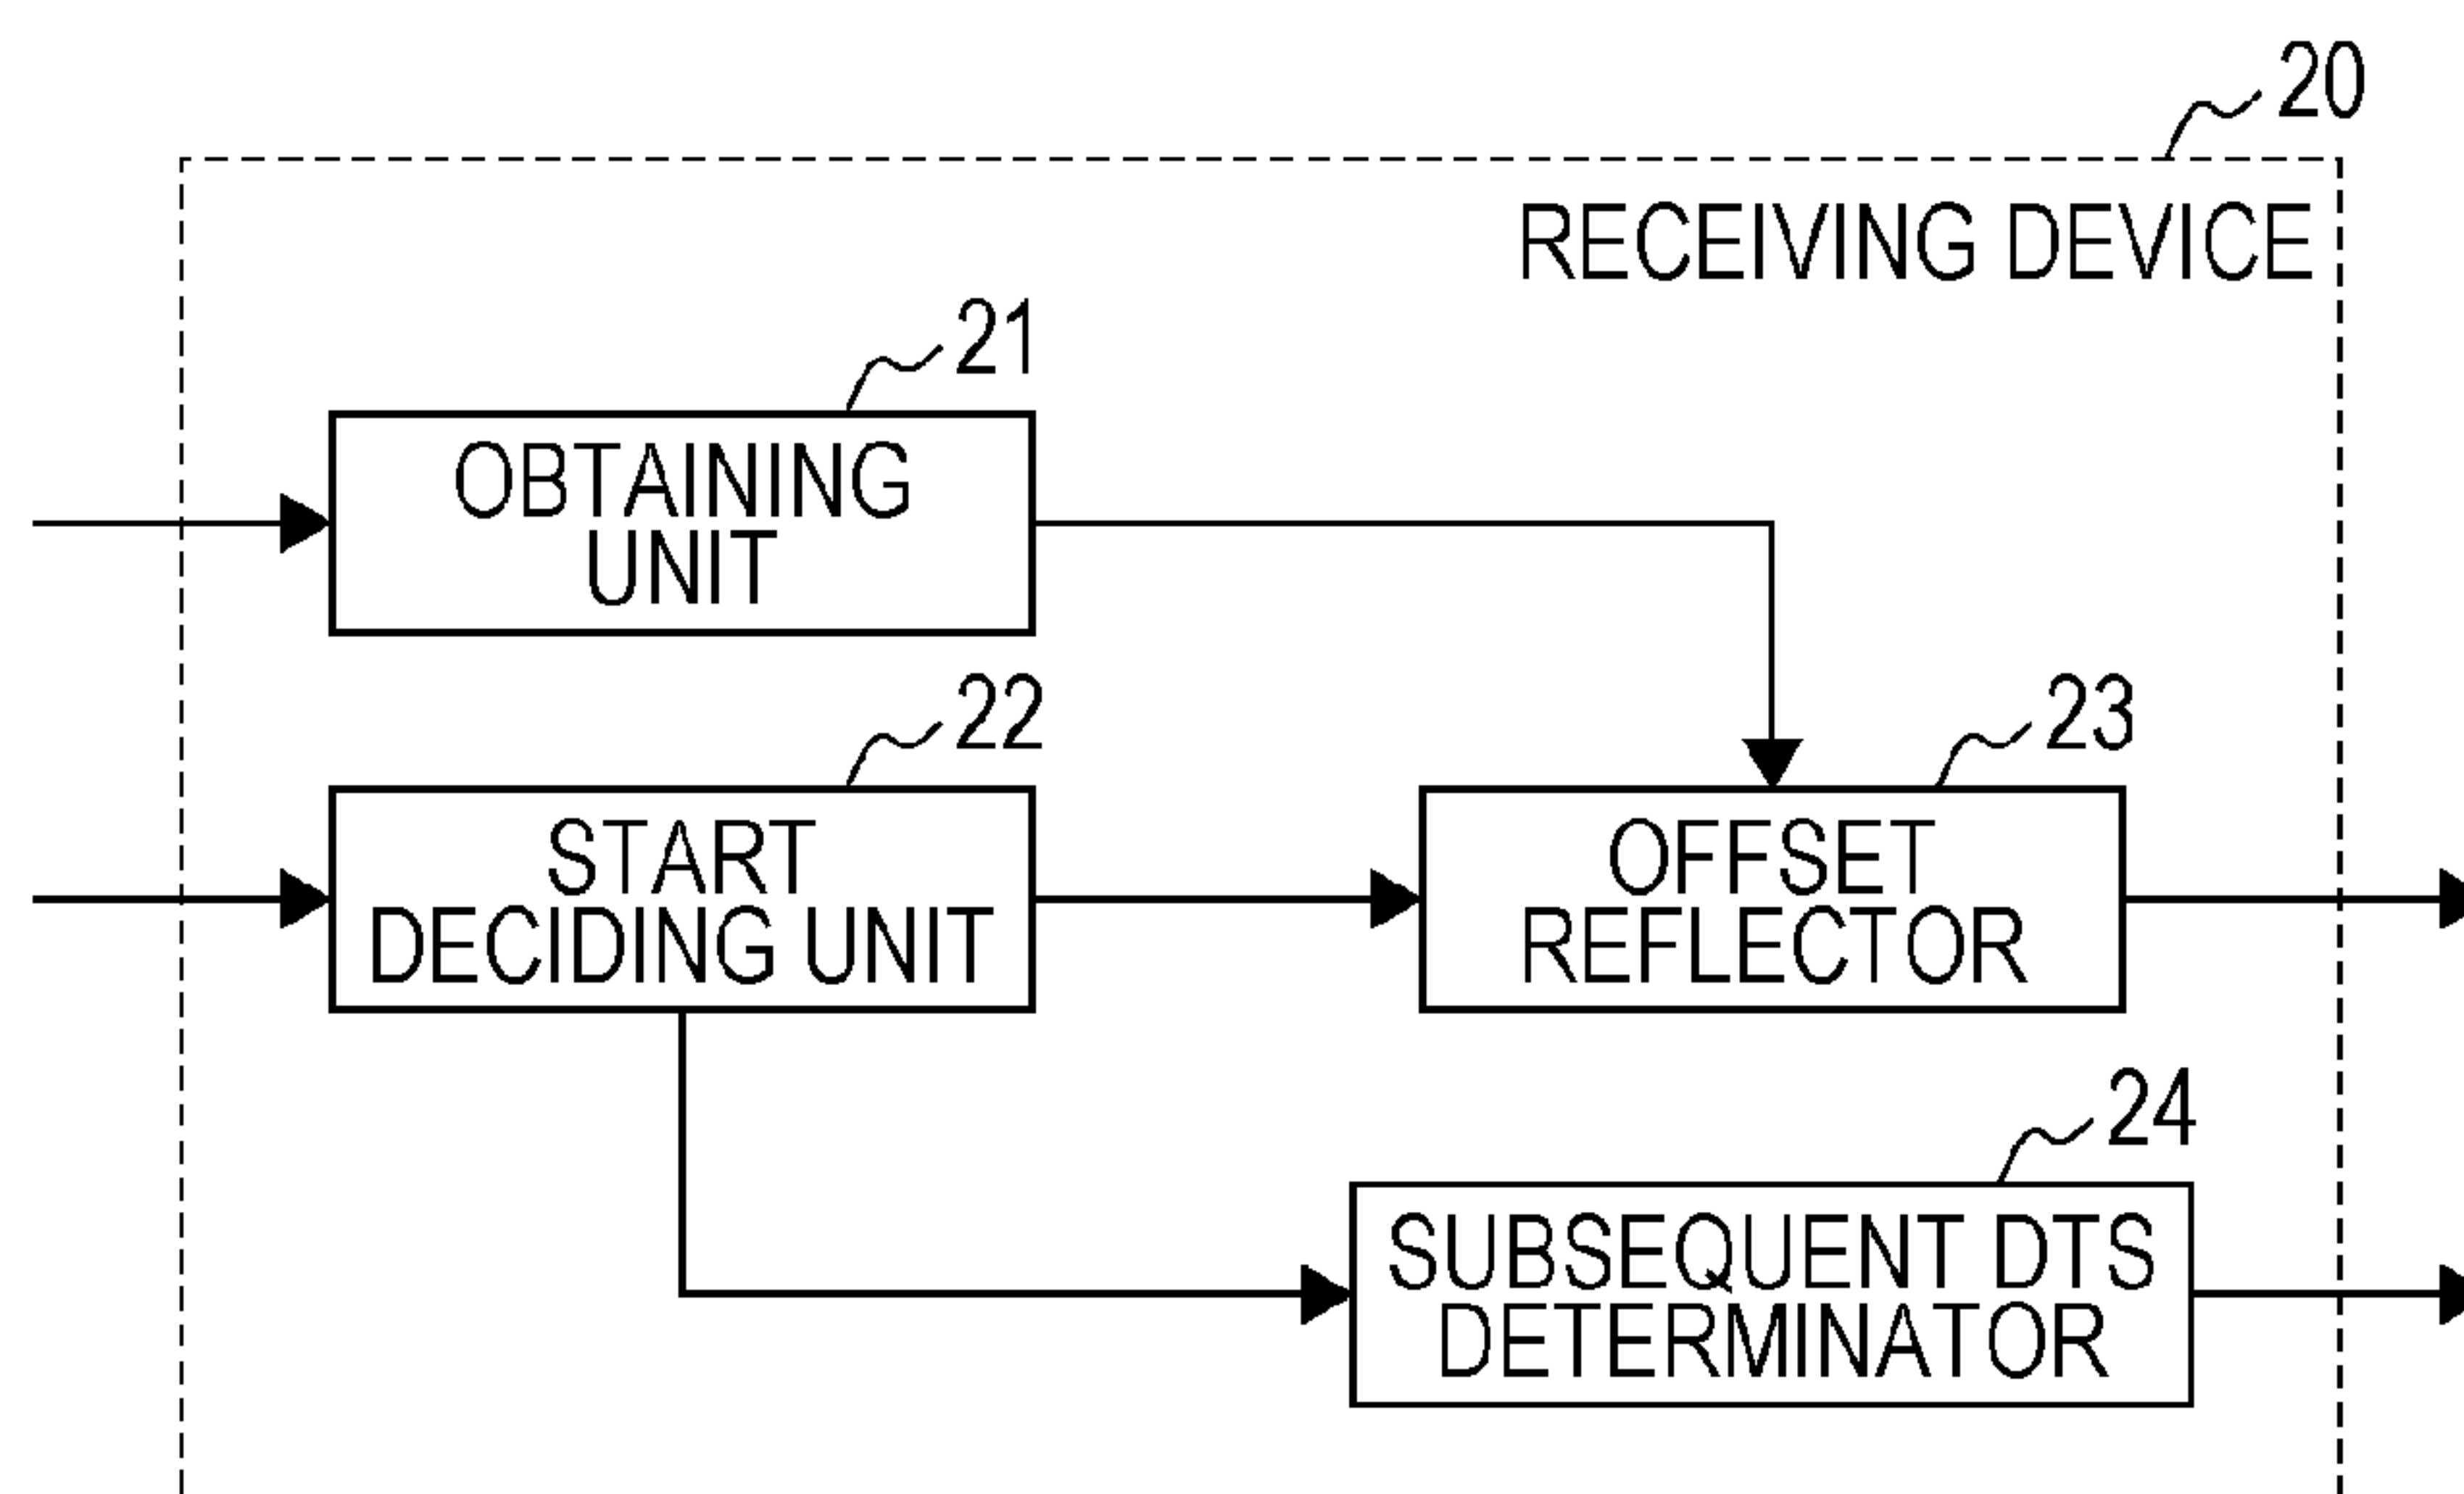 20
RECEIVING DEVICE
21
OBTAINING
UNIT
22
START
DECIDING UNIT
23
OFFSET
REFLECTOR
24
SUBSEQUENT DTS
DETERMINATOR